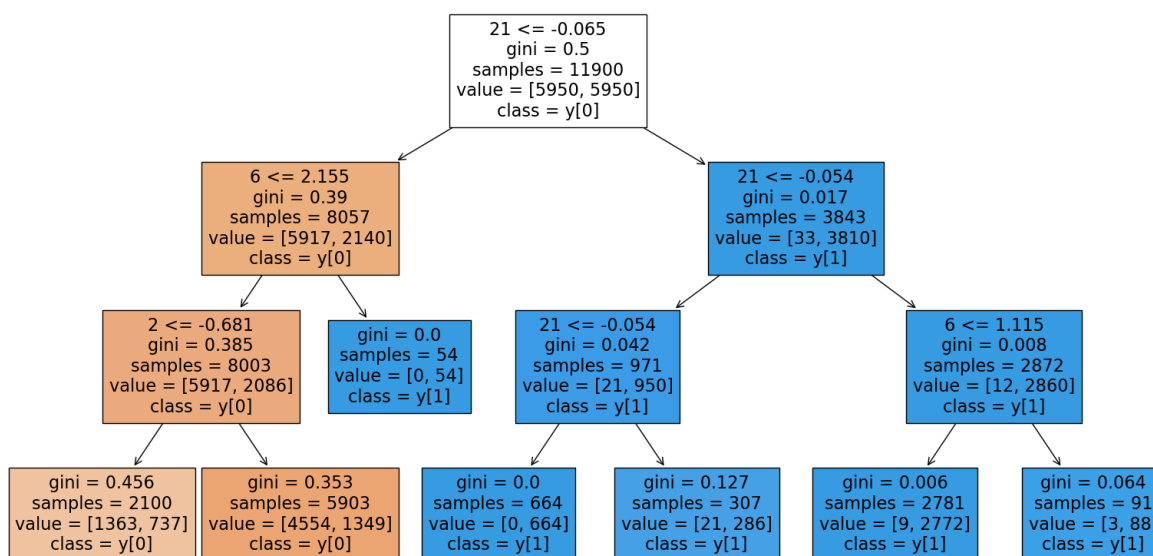 21 <= -0.065
gini = 0.5
samples = 11900
value = [5950, 5950]
class = y[0]
6 <= 2.155
gini = 0.39
samples = 8057
value = [5917, 2140]
class = y[0]
21 <= -0.054
gini = 0.017
samples = 3843
value = [33, 3810]
class = y[1]
2 <= -0.681
gini = 0.385
samples = 8003
value = [5917, 2086]
class = y[0]
gini = 0.0
samples = 54
value = [0, 54]
class = y[1]
21 <= -0.054
gini = 0.042
samples = 971
value = [21, 950]
class = y[1]
6 <= 1.115
gini = 0.008
samples = 2872
value = [12, 2860]
class = y[1]
gini = 0.456
samples = 2100
value = [1363, 737]
class = y[0]
gini = 0.353
samples = 5903
value = [4554, 1349]
class = y[0]
gini = 0.0
samples = 664
value = [0, 664]
class = y[1]
gini = 0.127
samples = 307
value = [21, 286]
class = y[1]
gini = 0.006
samples = 2781
value = [9, 2772]
class = y[1]
gini = 0.064
samples = 91
value = [3, 88
class = y[1]